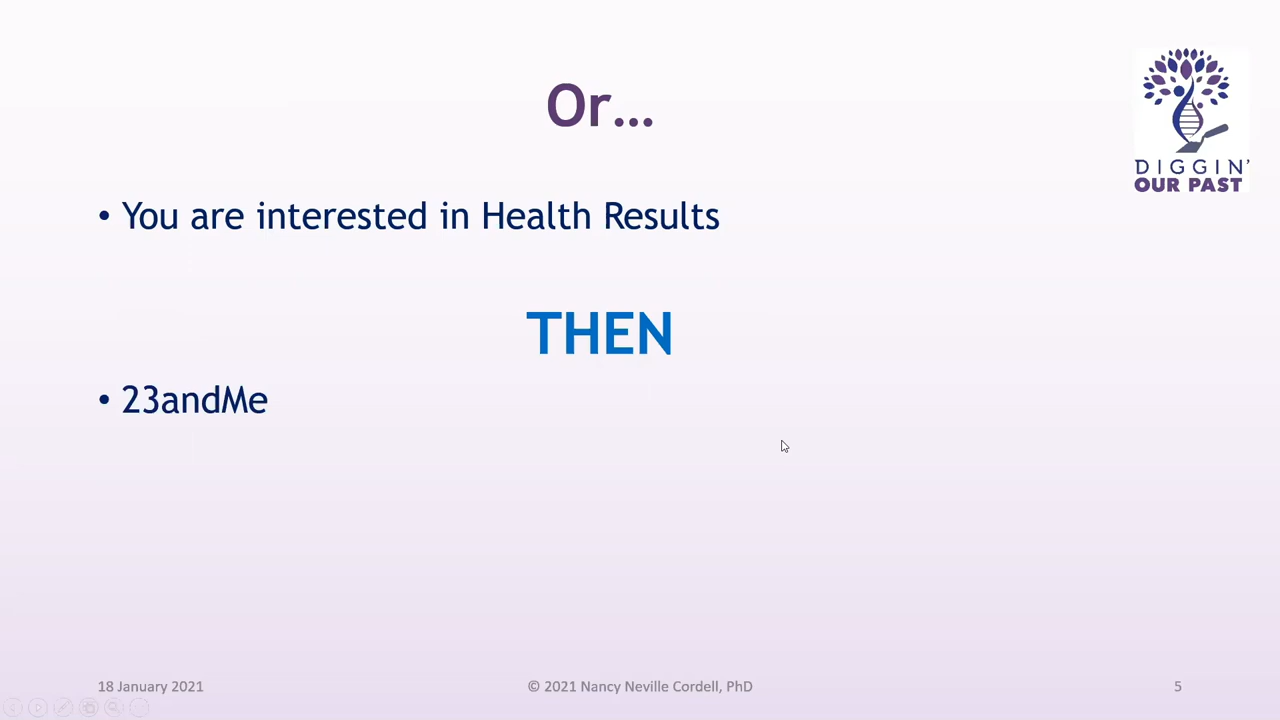 Or...
DIGGIN'
OUR PAST
• You are interested in Health Results
THEN
• 23andMe
18 January 2021
© 2021 Nancy Neville Cordell, PhD
5